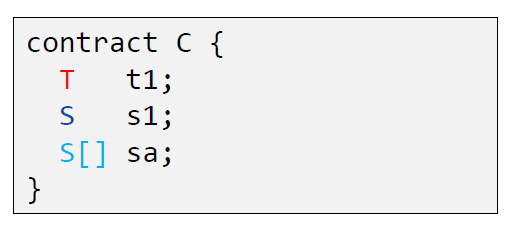 contract C {
  T   t1;
  S   s1;
  S[] sa;
}